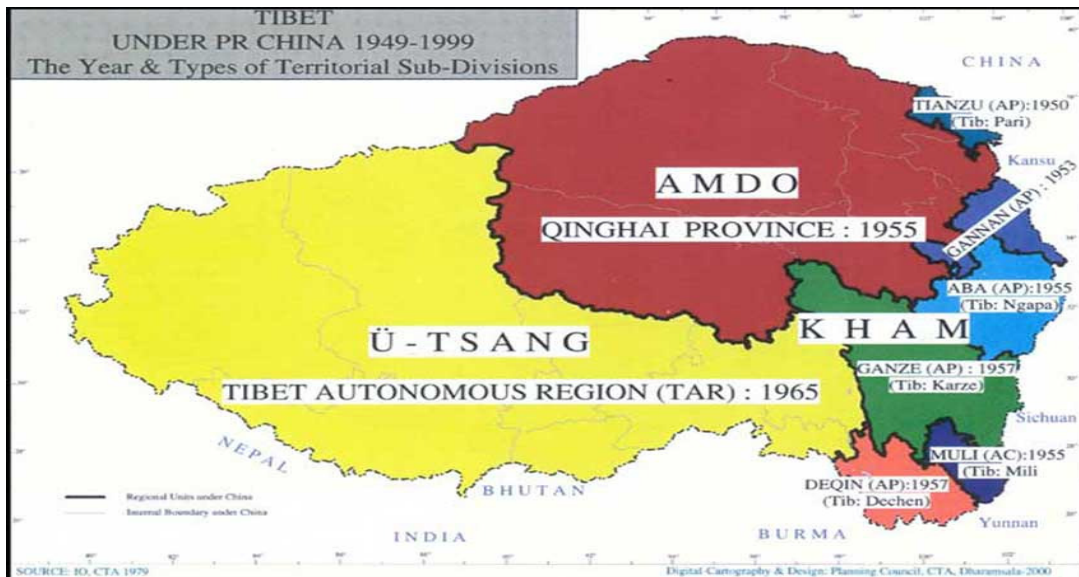 TIBET
UNDER PR CHINA 1949-1999
The Year & Types of Territorial Sub-Divisions
CHINA
TIANZU (AP):1950
(Tib: Pari)
Kansu
GANNAN (AP) : 1953
AMDO
QINGHAI PROVINCE : 1955
ABA (AP):1955
(Tib: Ngapa)
KHAM
Ü-TSANG
GANZE (AP) : 1957
(Tib: Karze)
TIBET AUTONOMOUS REGION (TAR) : 1965
Sichuan
NEPAL
MULI (AC):1955
(Tib: Mili
DEQIN (AP):1957
(Tib: Dechen)
BHUTAN
Regional Units under China
Internal Boundary under China
Yunnan
INDIA
BURMA
SOURCE: IO, CTA 1979
Digital Cartography & Design: Planning Council, CTA, Dharamsala-2000